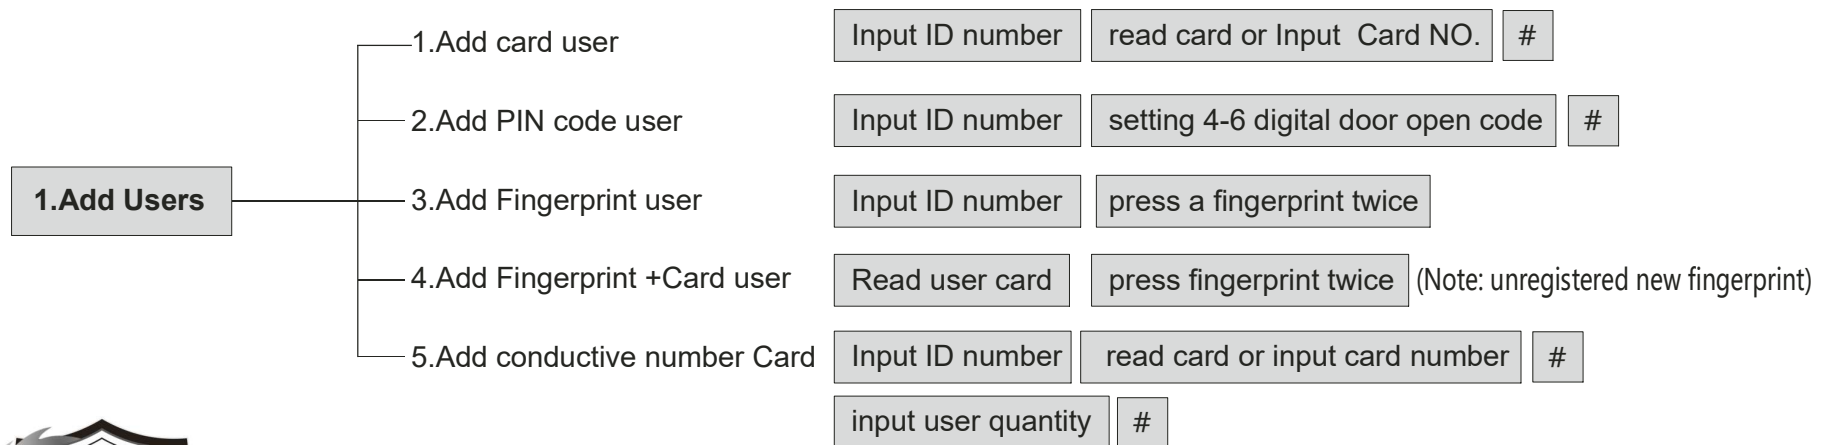 1.Add card user Input ID number read card or Input Card NO. #
2.Add PIN code user Input ID number setting 4-6 digital door open code #
1.Add Users
3.Add Fingerprint user Input ID number press a fingerprint twice
4.Add Fingerprint +Card user Read user card press fingerprint twice (Note: unregistered new fingerprint)
5.Add conductive number Card Input ID number read card or input card number #
input user quantity #